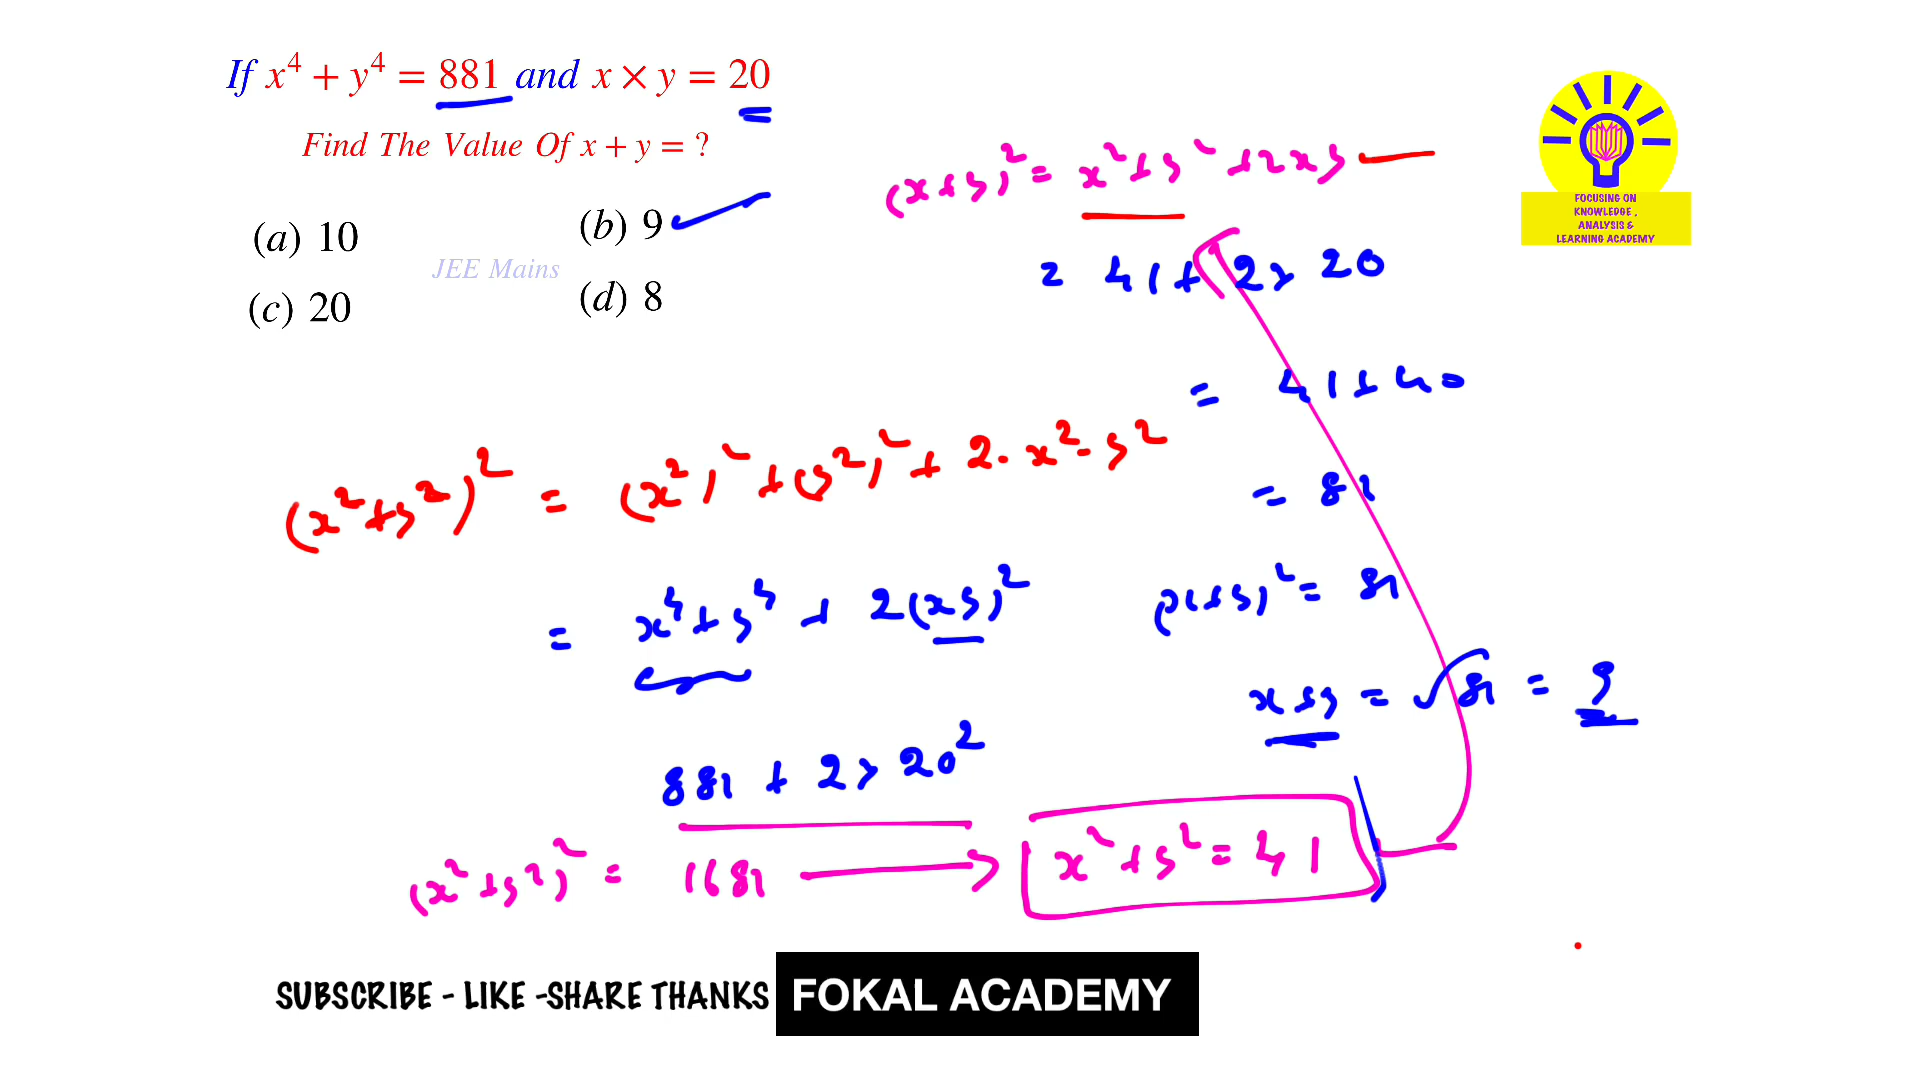 If x⁴ + y⁴ = 881 and x × y = 20
Find The Value Of x + y = ?
(a) 10
(b) 9
JEE Mains
(c) 20
(d) 8
(x+y)² = x²+y²+2xy
= 41+2×20
= 41+40
= 81
(x+y)² = 81
x+y = √81 = 9
(x²+y²)² = (x²)²+(y²)²+2·x²·y²
= x⁴+y⁴+2(xy)²
881+2×20²
(x²+y²)² = 1681 → x²+y²=41
FOCUSING ON
KNOWLEDGE ,
ANALYSIS &
LEARNING ACADEMY
SUBSCRIBE - LIKE -SHARE THANKS
FOKAL ACADEMY